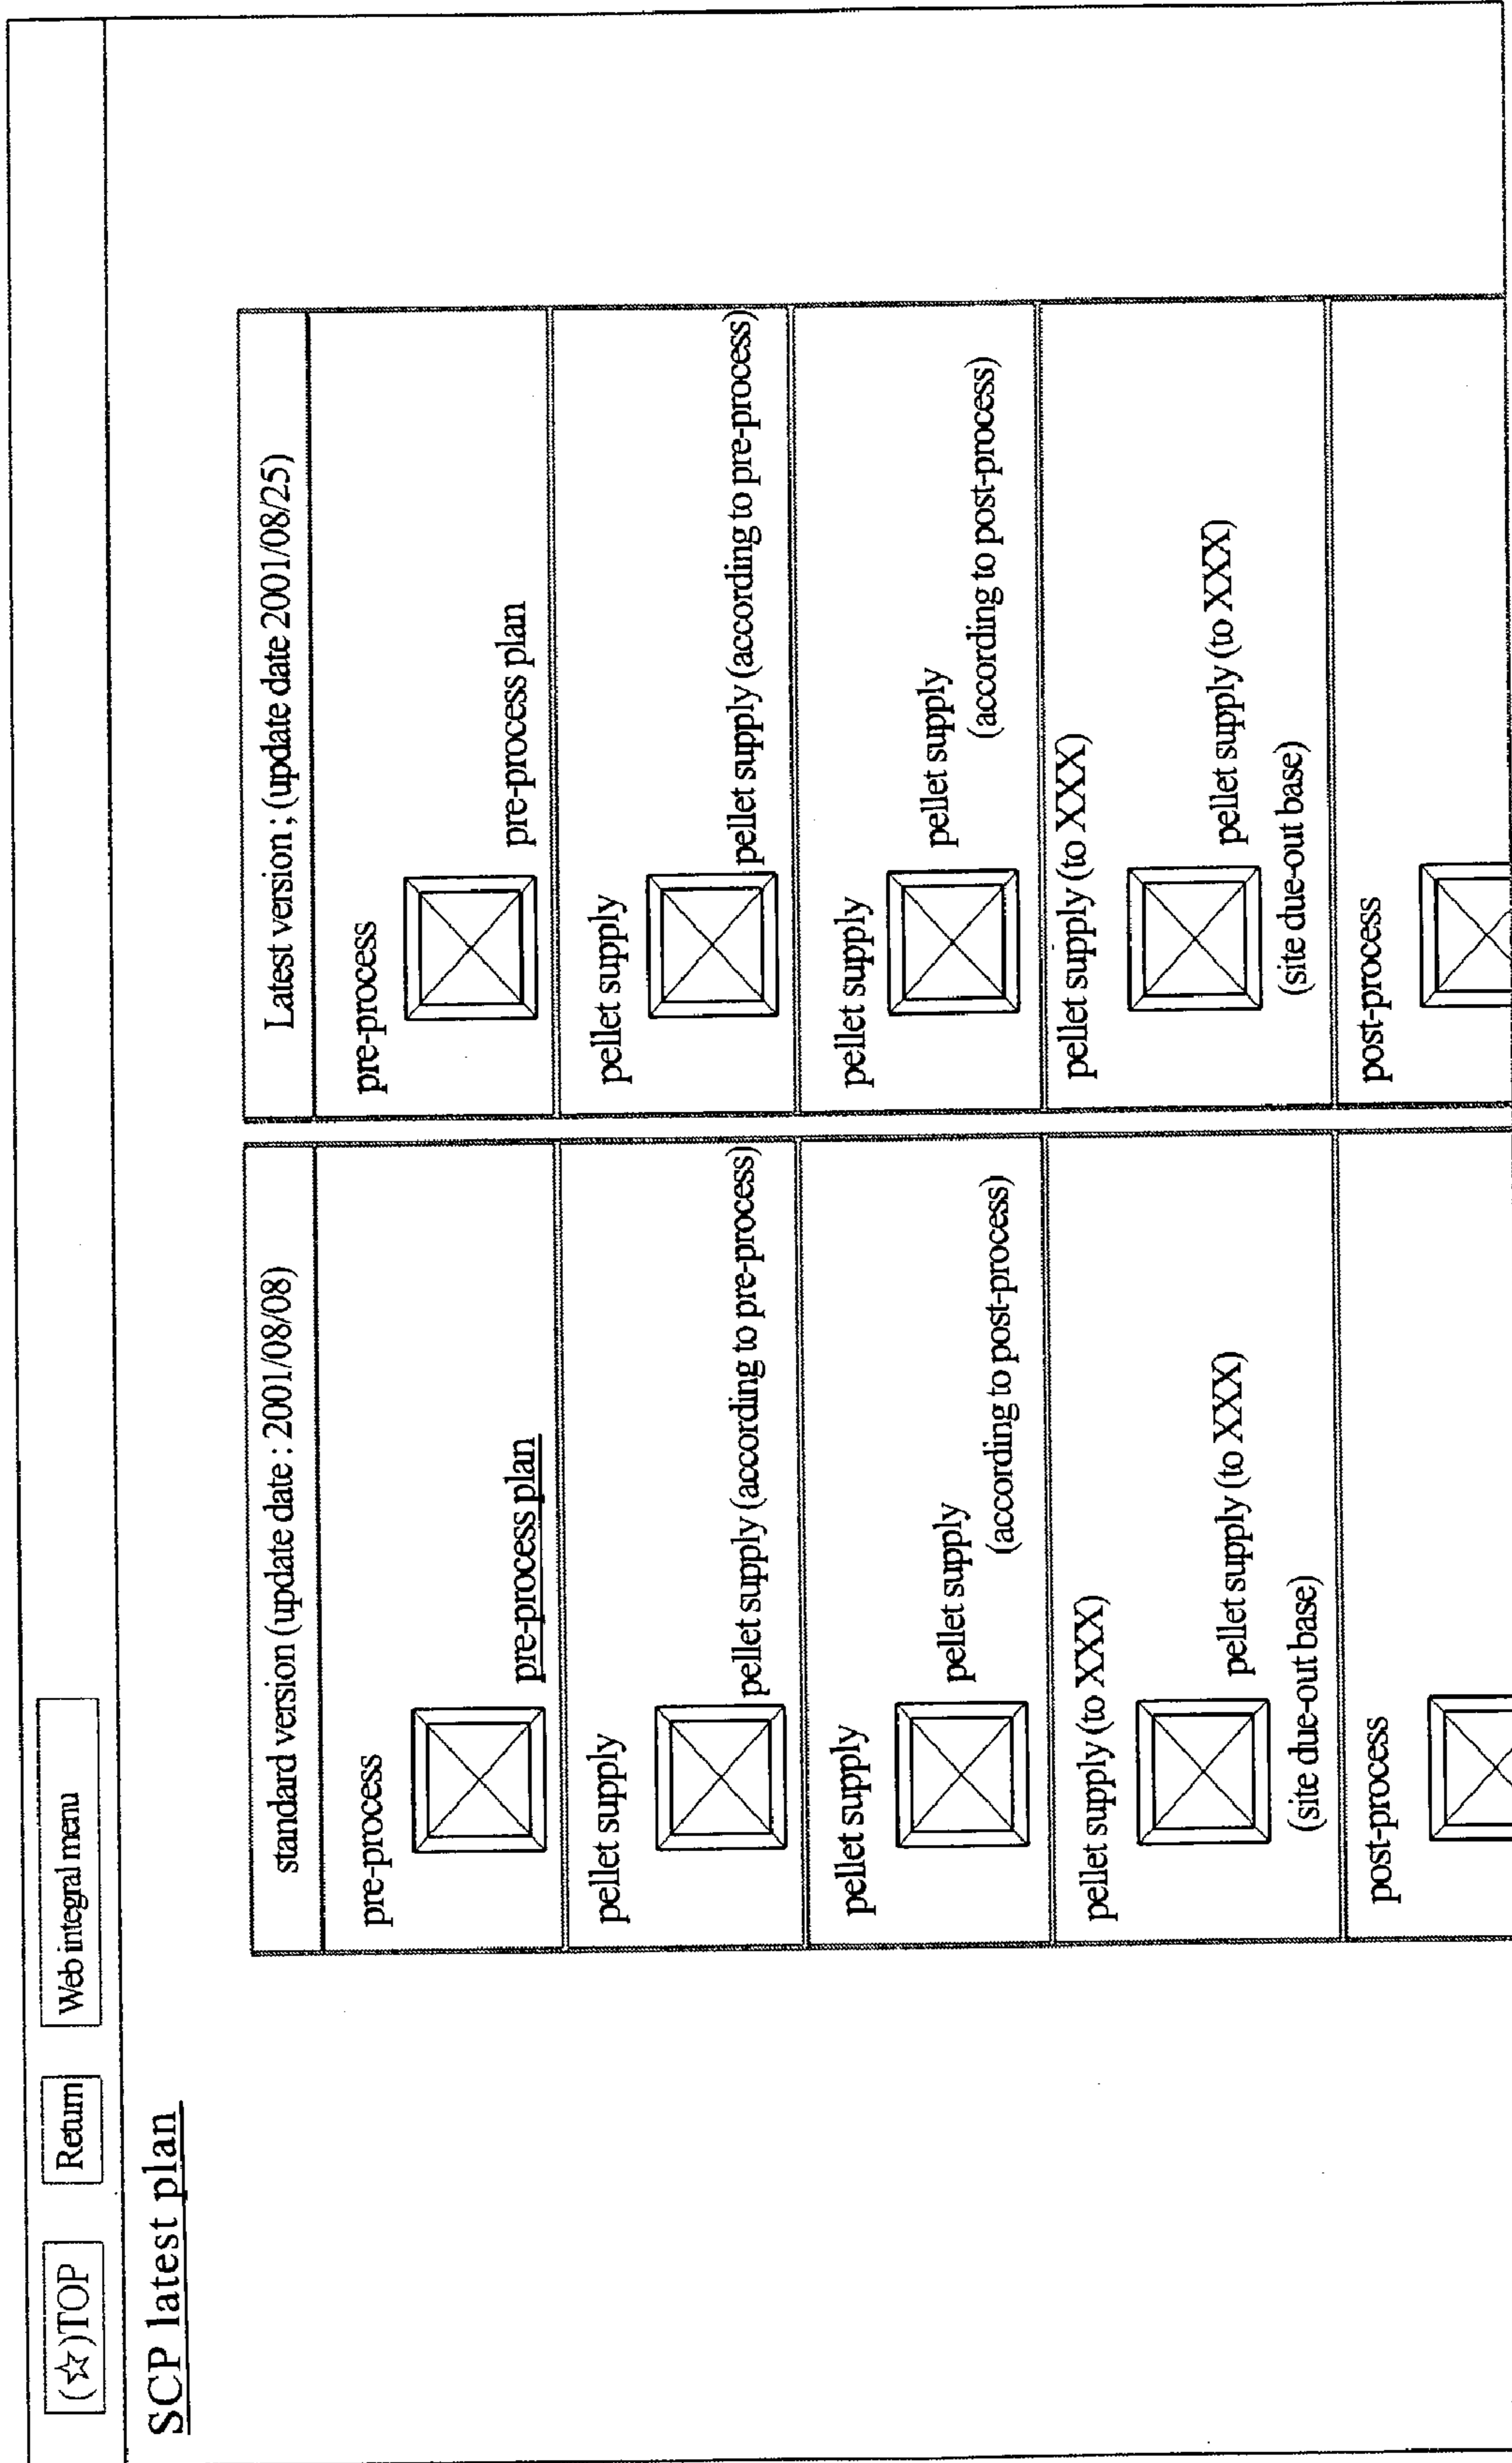 (☆)TOP
Return
Web integral menu
SCP latest plan
standard version (update date : 2001/08/08)
pre-process
pre-process plan
pellet supply
pellet supply (according to pre-process)
pellet supply
pellet supply
(according to post-process)
pellet supply (to XXX)
pellet supply (to XXX)
(site due-out base)
post-process
Latest version ; (update date 2001/08/25)
pre-process
pre-process plan
pellet supply
pellet supply (according to pre-process)
pellet supply
pellet supply
(according to post-process)
pellet supply (to XXX)
pellet supply (to XXX)
(site due-out base)
post-process